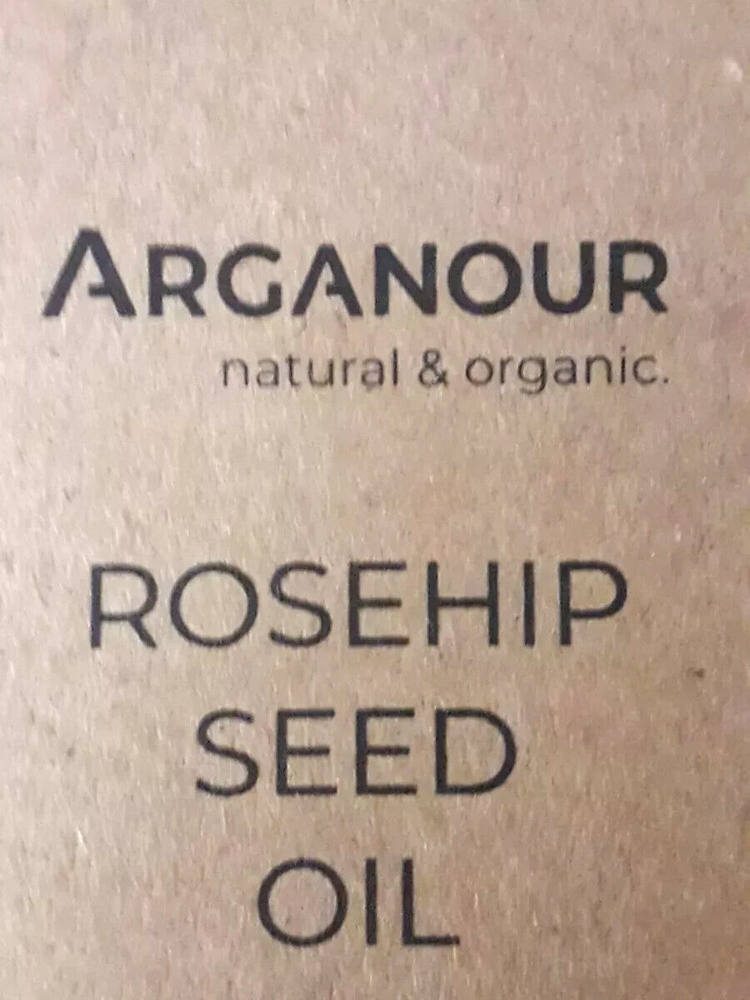 ARGANOUR
natural & organic.
ROSEHIP
SEED
OIL